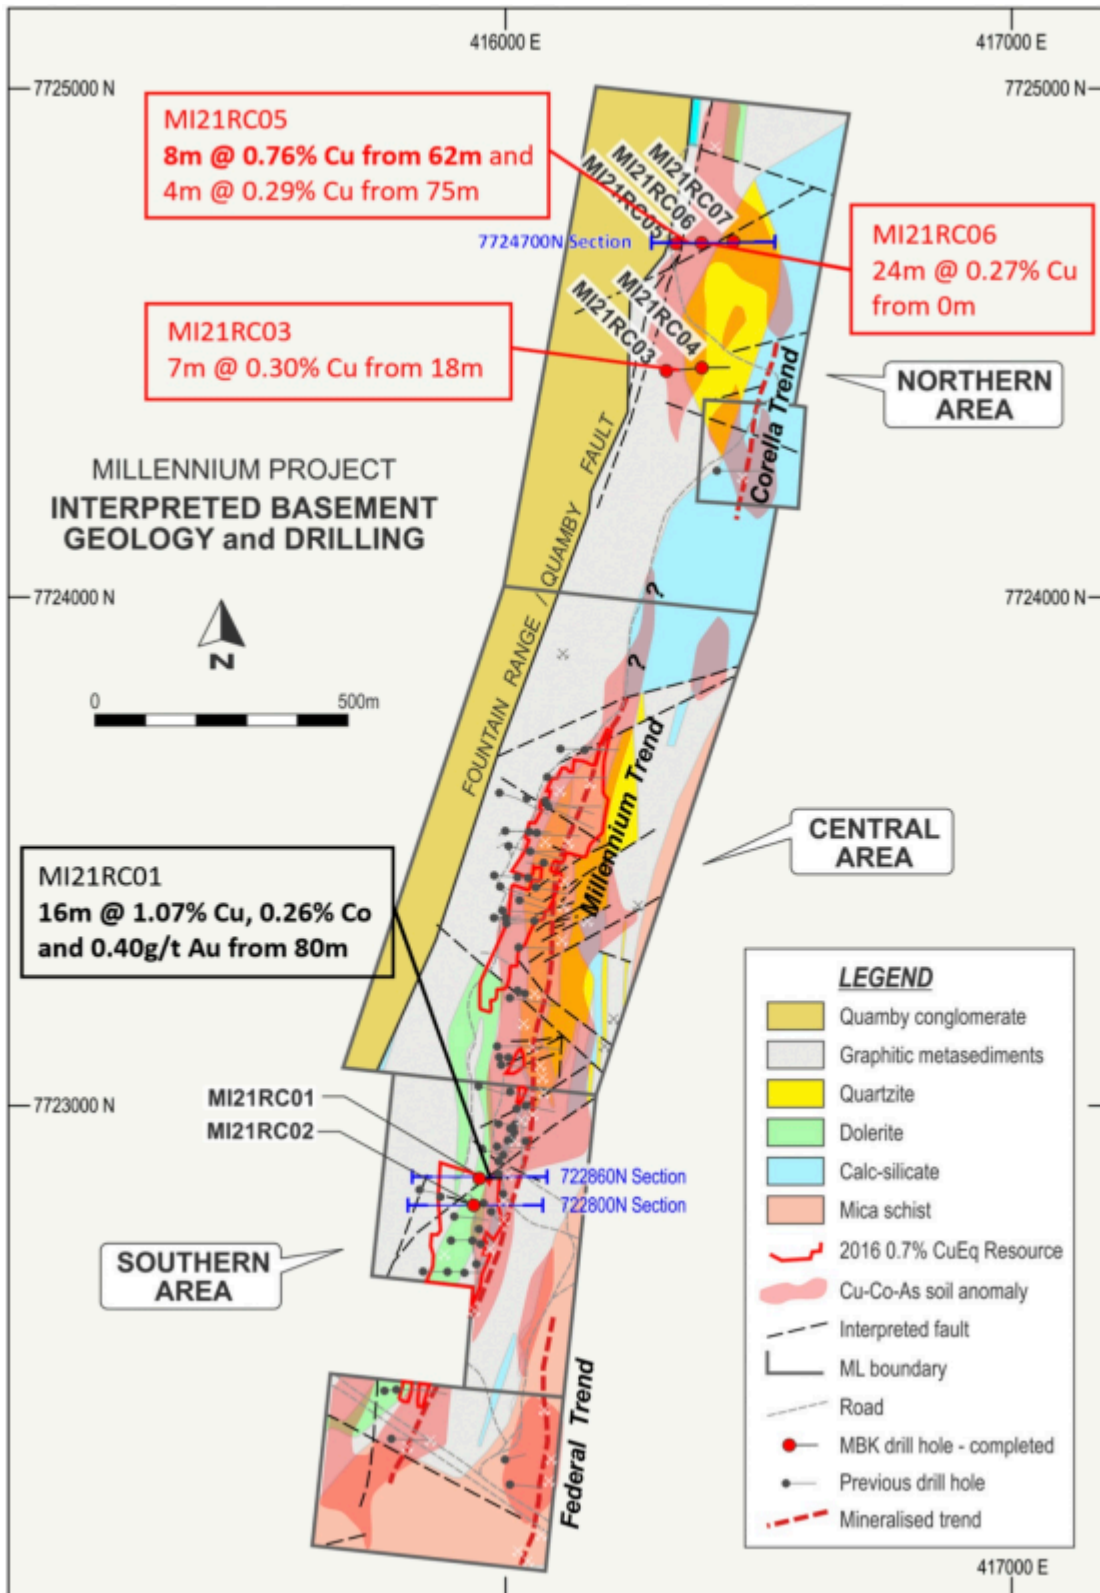 416000 E
417000 E
7725000 N
7725000 N
MI21RC05
8m @ 0.76% Cu from 62m and
4m @ 0.29% Cu from 75m
MI21RC07
MI21RC06
MI21RC05
7724700N Section
MI21RC06
24m @ 0.27% Cu
from 0m
MI21RC04
MI21RC03
MI21RC03
7m @ 0.30% Cu from 18m
NORTHERN
AREA
Corella Trend
MILLENNIUM PROJECT
INTERPRETED BASEMENT
GEOLOGY and DRILLING
FOUNTAIN RANGE / QUAMBY FAULT
7724000 N
7724000 N
?
?
N
0
500m
Millennium Trend
CENTRAL
AREA
MI21RC01
16m @ 1.07% Cu, 0.26% Co
and 0.40g/t Au from 80m
MI21RC01
MI21RC02
7723000 N
722860N Section
722800N Section
SOUTHERN
AREA
Federal Trend
LEGEND
Quamby conglomerate
Graphitic metasediments
Quartzite
Dolerite
Calc-silicate
Mica schist
2016 0.7% CuEq Resource
Cu-Co-As soil anomaly
Interpreted fault
ML boundary
Road
MBK drill hole - completed
Previous drill hole
Mineralised trend
417000 E